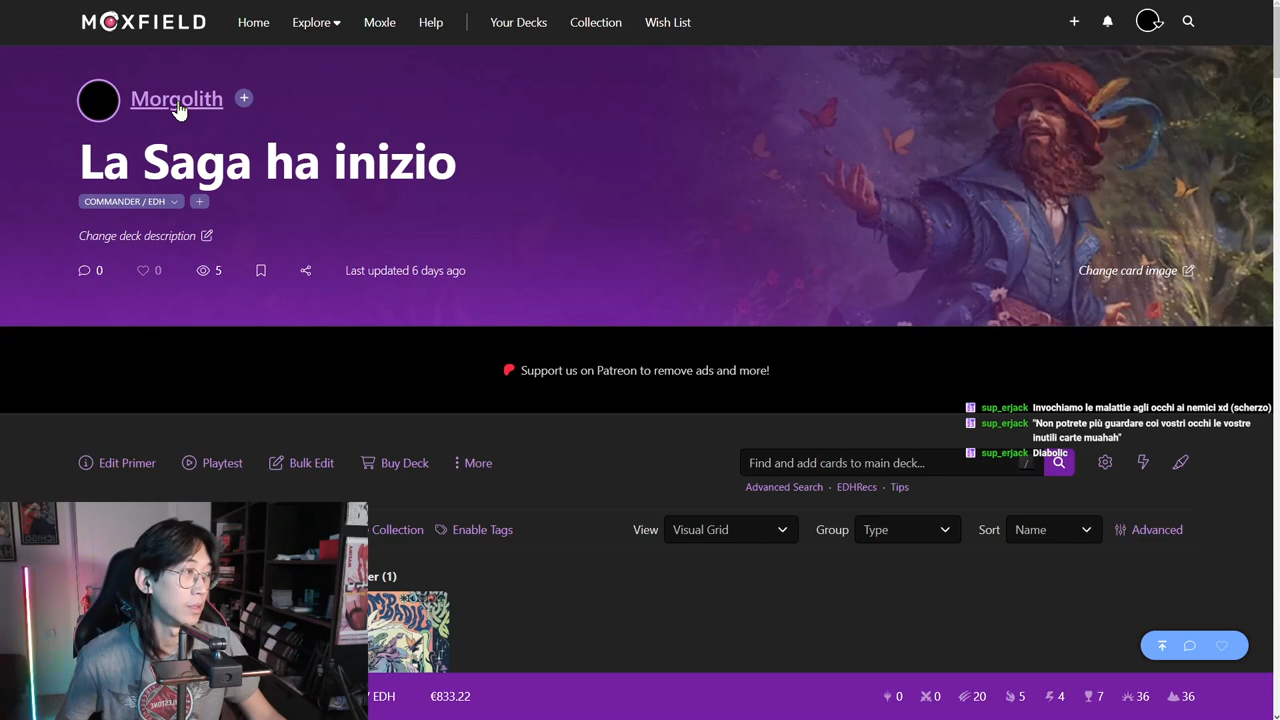 MOXFIELD Home Explore Moxle Help Your Decks Collection Wish List
Morgolith
La Saga ha inizio
COMMANDER / EDH
Change deck description
0 0 5 Last updated 6 days ago Change card image
Support us on Patreon to remove ads and more!
sup_erjack Invochiamo le malattie agli occhi ai nemici xd (scherzo)
sup_erjack "Non potrete più guardare coi vostri occhi le vostre
inutili carte muahah"
sup_erjack Diabolic
Edit Primer Playtest Bulk Edit Buy Deck More Find and add cards to main deck... /
Advanced Search · EDHRecs · Tips
Collection Enable Tags View Visual Grid Group Type Sort Name Advanced
er (1)
/ EDH €833.22 0 0 20 5 4 7 36 36